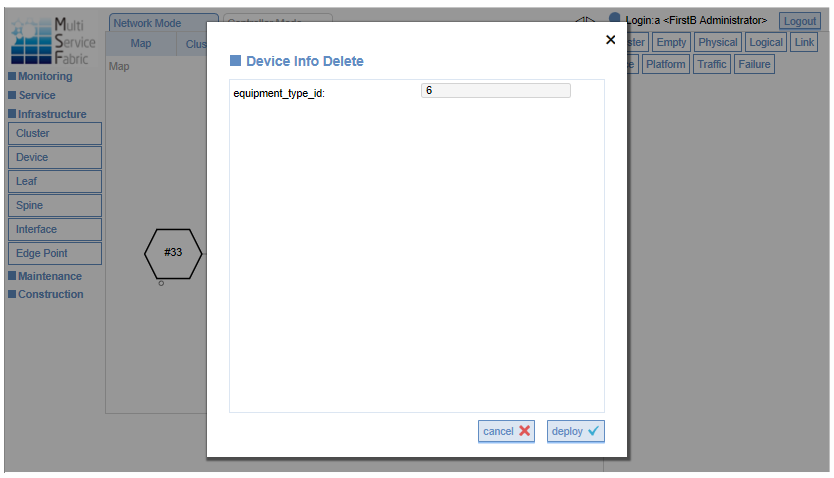 Multi
Service
Fabric
Monitoring
Service
Infrastructure
Cluster
Device
Leaf
Spine
Interface
Edge Point
Maintenance
Construction
Network Mode
Controller Mode
Map
Clus
Map
#33
Login:a <FirstB Administrator>
Logout
ster Empty Physical Logical Link
e Platform Traffic Failure
Device Info Delete
equipment_type_id: 6
cancel
deploy